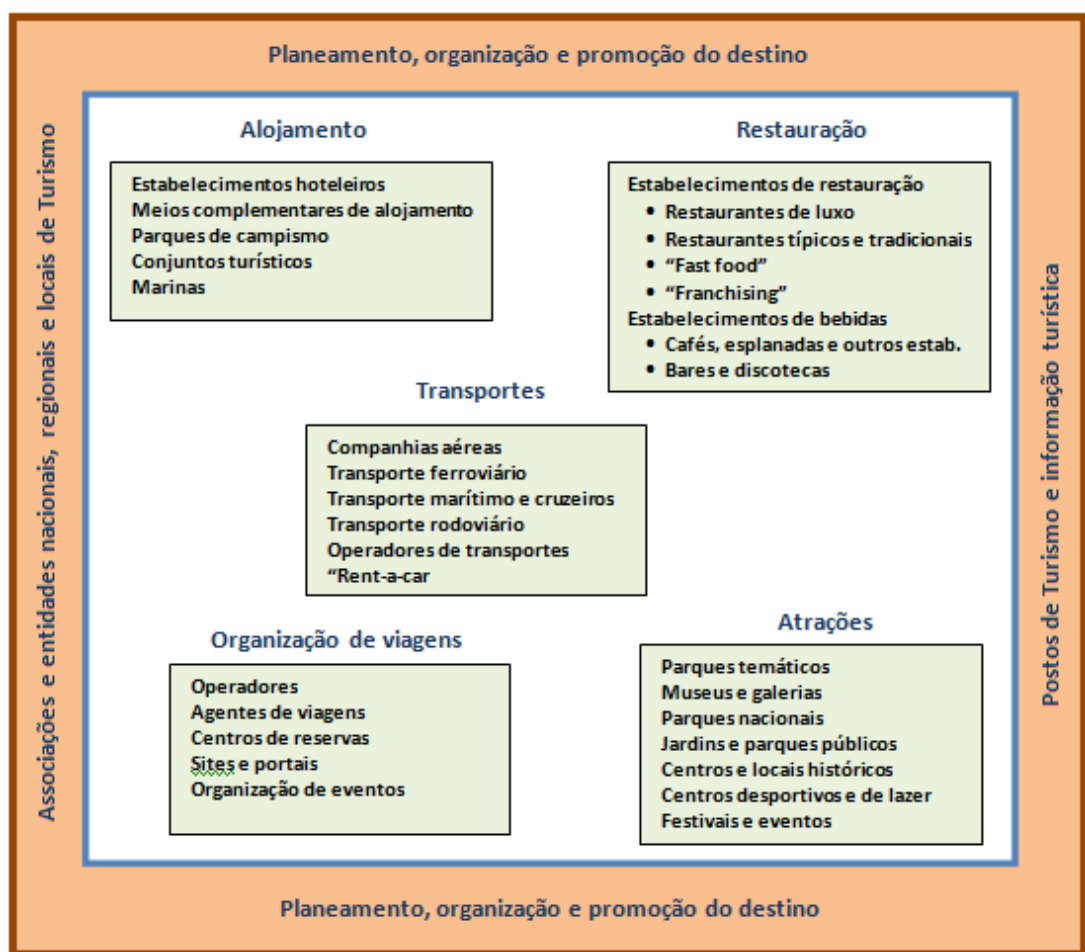 Planeamento, organização e promoção do destino
Associações e entidades nacionais, regionais e locais de Turismo
Alojamento
Estabelecimentos hoteleiros
Meios complementares de alojamento
Parques de campismo
Conjuntos turísticos
Marinas
Restauração
Estabelecimentos de restauração
• Restaurantes de luxo
• Restaurantes típicos e tradicionais
• “Fast food”
• “Franchising”
Estabelecimentos de bebidas
• Cafés, esplanadas e outros estab.
• Bares e discotecas
Transportes
Companhias aéreas
Transporte ferroviário
Transporte marítimo e cruzeiros
Transporte rodoviário
Operadores de transportes
“Rent-a-car
Organização de viagens
Operadores
Agentes de viagens
Centros de reservas
Sites e portais
Organização de eventos
Atrações
Parques temáticos
Museus e galerias
Parques nacionais
Jardins e parques públicos
Centros e locais históricos
Centros desportivos e de lazer
Festivais e eventos
Postos de Turismo e informação turística
Planeamento, organização e promoção do destino